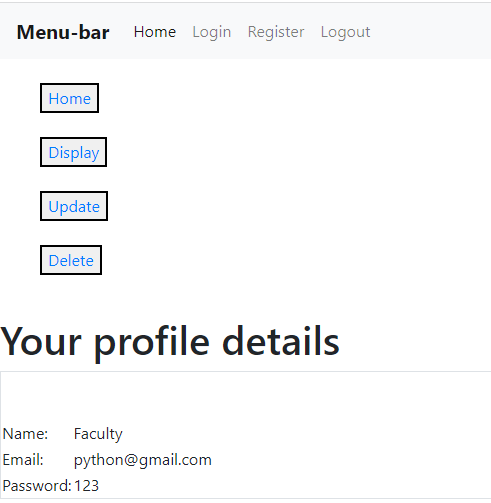 Menu-bar Home Login Register Logout
Home
Display
Update
Delete
Your profile details
Name: Faculty
Email: python@gmail.com
Password: 123